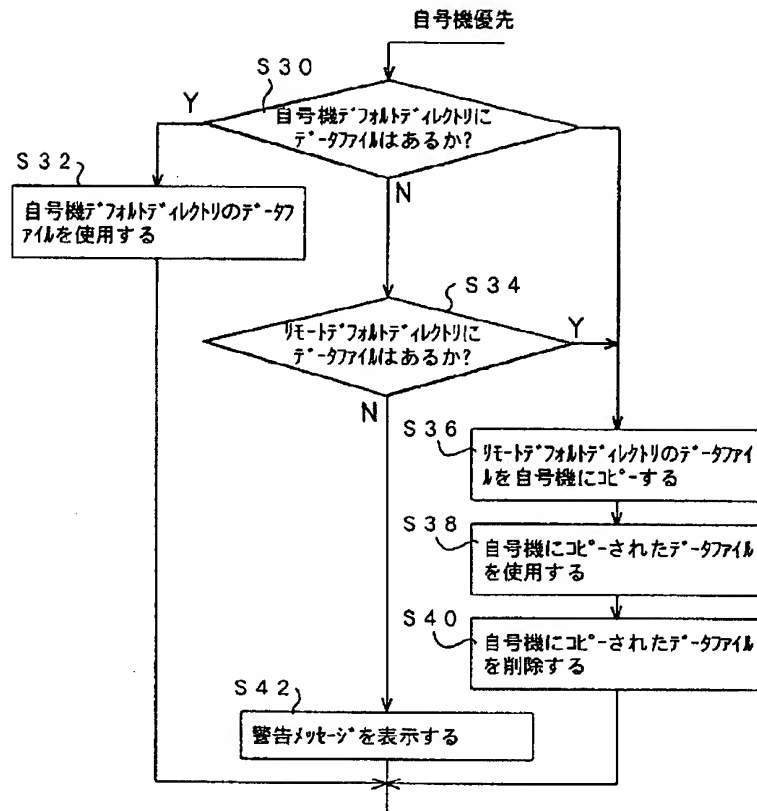 自号機優先
S30
Y
自号機ﾃﾞﾌｫﾙﾄﾃﾞｨﾚｸﾄﾘに
ﾃﾞｰﾀﾌｧｲﾙはあるか?
S32
N
自号機ﾃﾞﾌｫﾙﾄﾃﾞｨﾚｸﾄﾘのﾃﾞｰﾀﾌ
ｧｲﾙを使用する
S34
ﾘﾓｰﾄﾃﾞﾌｫﾙﾄﾃﾞｨﾚｸﾄﾘに
ﾃﾞｰﾀﾌｧｲﾙはあるか?
Y
N
S36
ﾘﾓｰﾄﾃﾞﾌｫﾙﾄﾃﾞｨﾚｸﾄﾘのﾃﾞｰﾀﾌｧｲ
ﾙを自号機にｺﾋﾟｰする
S38
自号機にｺﾋﾟｰされたﾃﾞｰﾀﾌｧｲﾙ
を使用する
S40
自号機にｺﾋﾟｰされたﾃﾞｰﾀﾌｧｲﾙ
を削除する
S42
警告ﾒｯｾｰｼﾞを表示する